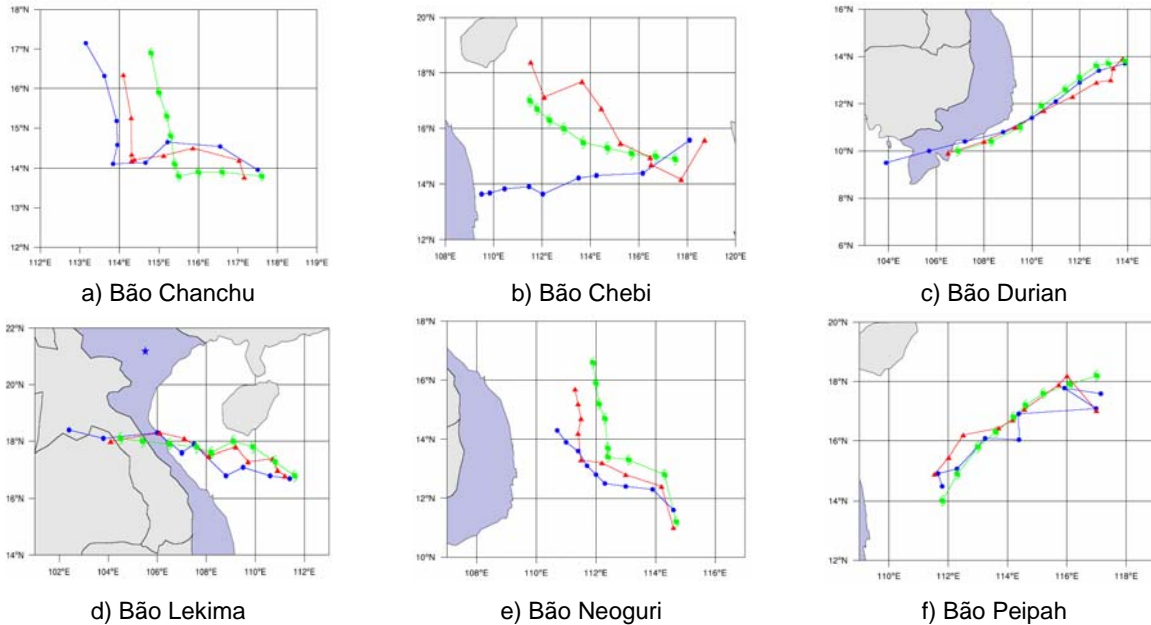 18°N
17°N
16°N
15°N
14°N
13°N
12°N
112°E 113°E 114°E 115°E 116°E 117°E 118°E 119°E
a) Bão Chanchu
20°N
18°N
16°N
14°N
12°N
108°E 110°E 112°E 114°E 116°E 118°E 120°E
b) Bão Chebi
16°N
14°N
12°N
10°N
8°N
6°N
104°E 106°E 108°E 110°E 112°E 114°E
c) Bão Durian
22°N
20°N
18°N
16°N
14°N
102°E 104°E 106°E 108°E 110°E 112°E
d) Bão Lekima
18°N
16°N
14°N
12°N
10°N
108°E 110°E 112°E 114°E 116°E
e) Bão Neoguri
20°N
18°N
16°N
14°N
12°N
110°E 112°E 114°E 116°E 118°E
f) Bão Peipah